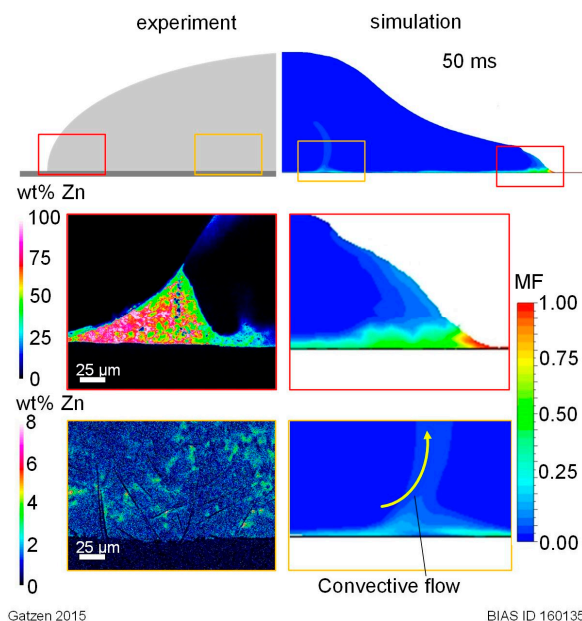 experiment
simulation
50 ms
wt% Zn
100
75
50
25
0
25 µm
MF
1.00
0.75
0.50
0.25
0.00
wt% Zn
8
6
4
2
0
25 µm
Convective flow
Gatzen 2015
BIAS ID 160135